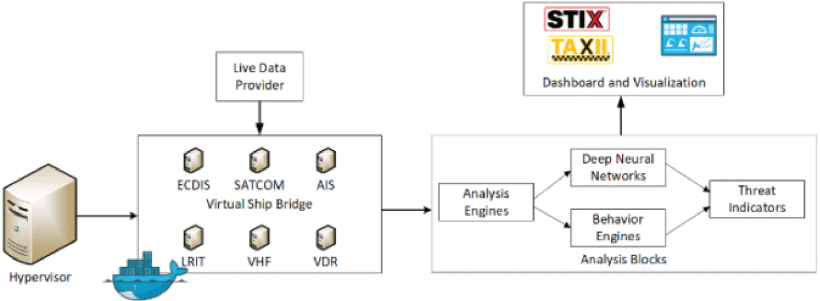 STIX
TAXII
Dashboard and Visualization
Live Data
Provider
ECDIS
SATCOM
AIS
Virtual Ship Bridge
LRIT
VHF
VDR
Hypervisor
Analysis
Engines
Deep Neural
Networks
Behavior
Engines
Threat
Indicators
Analysis Blocks